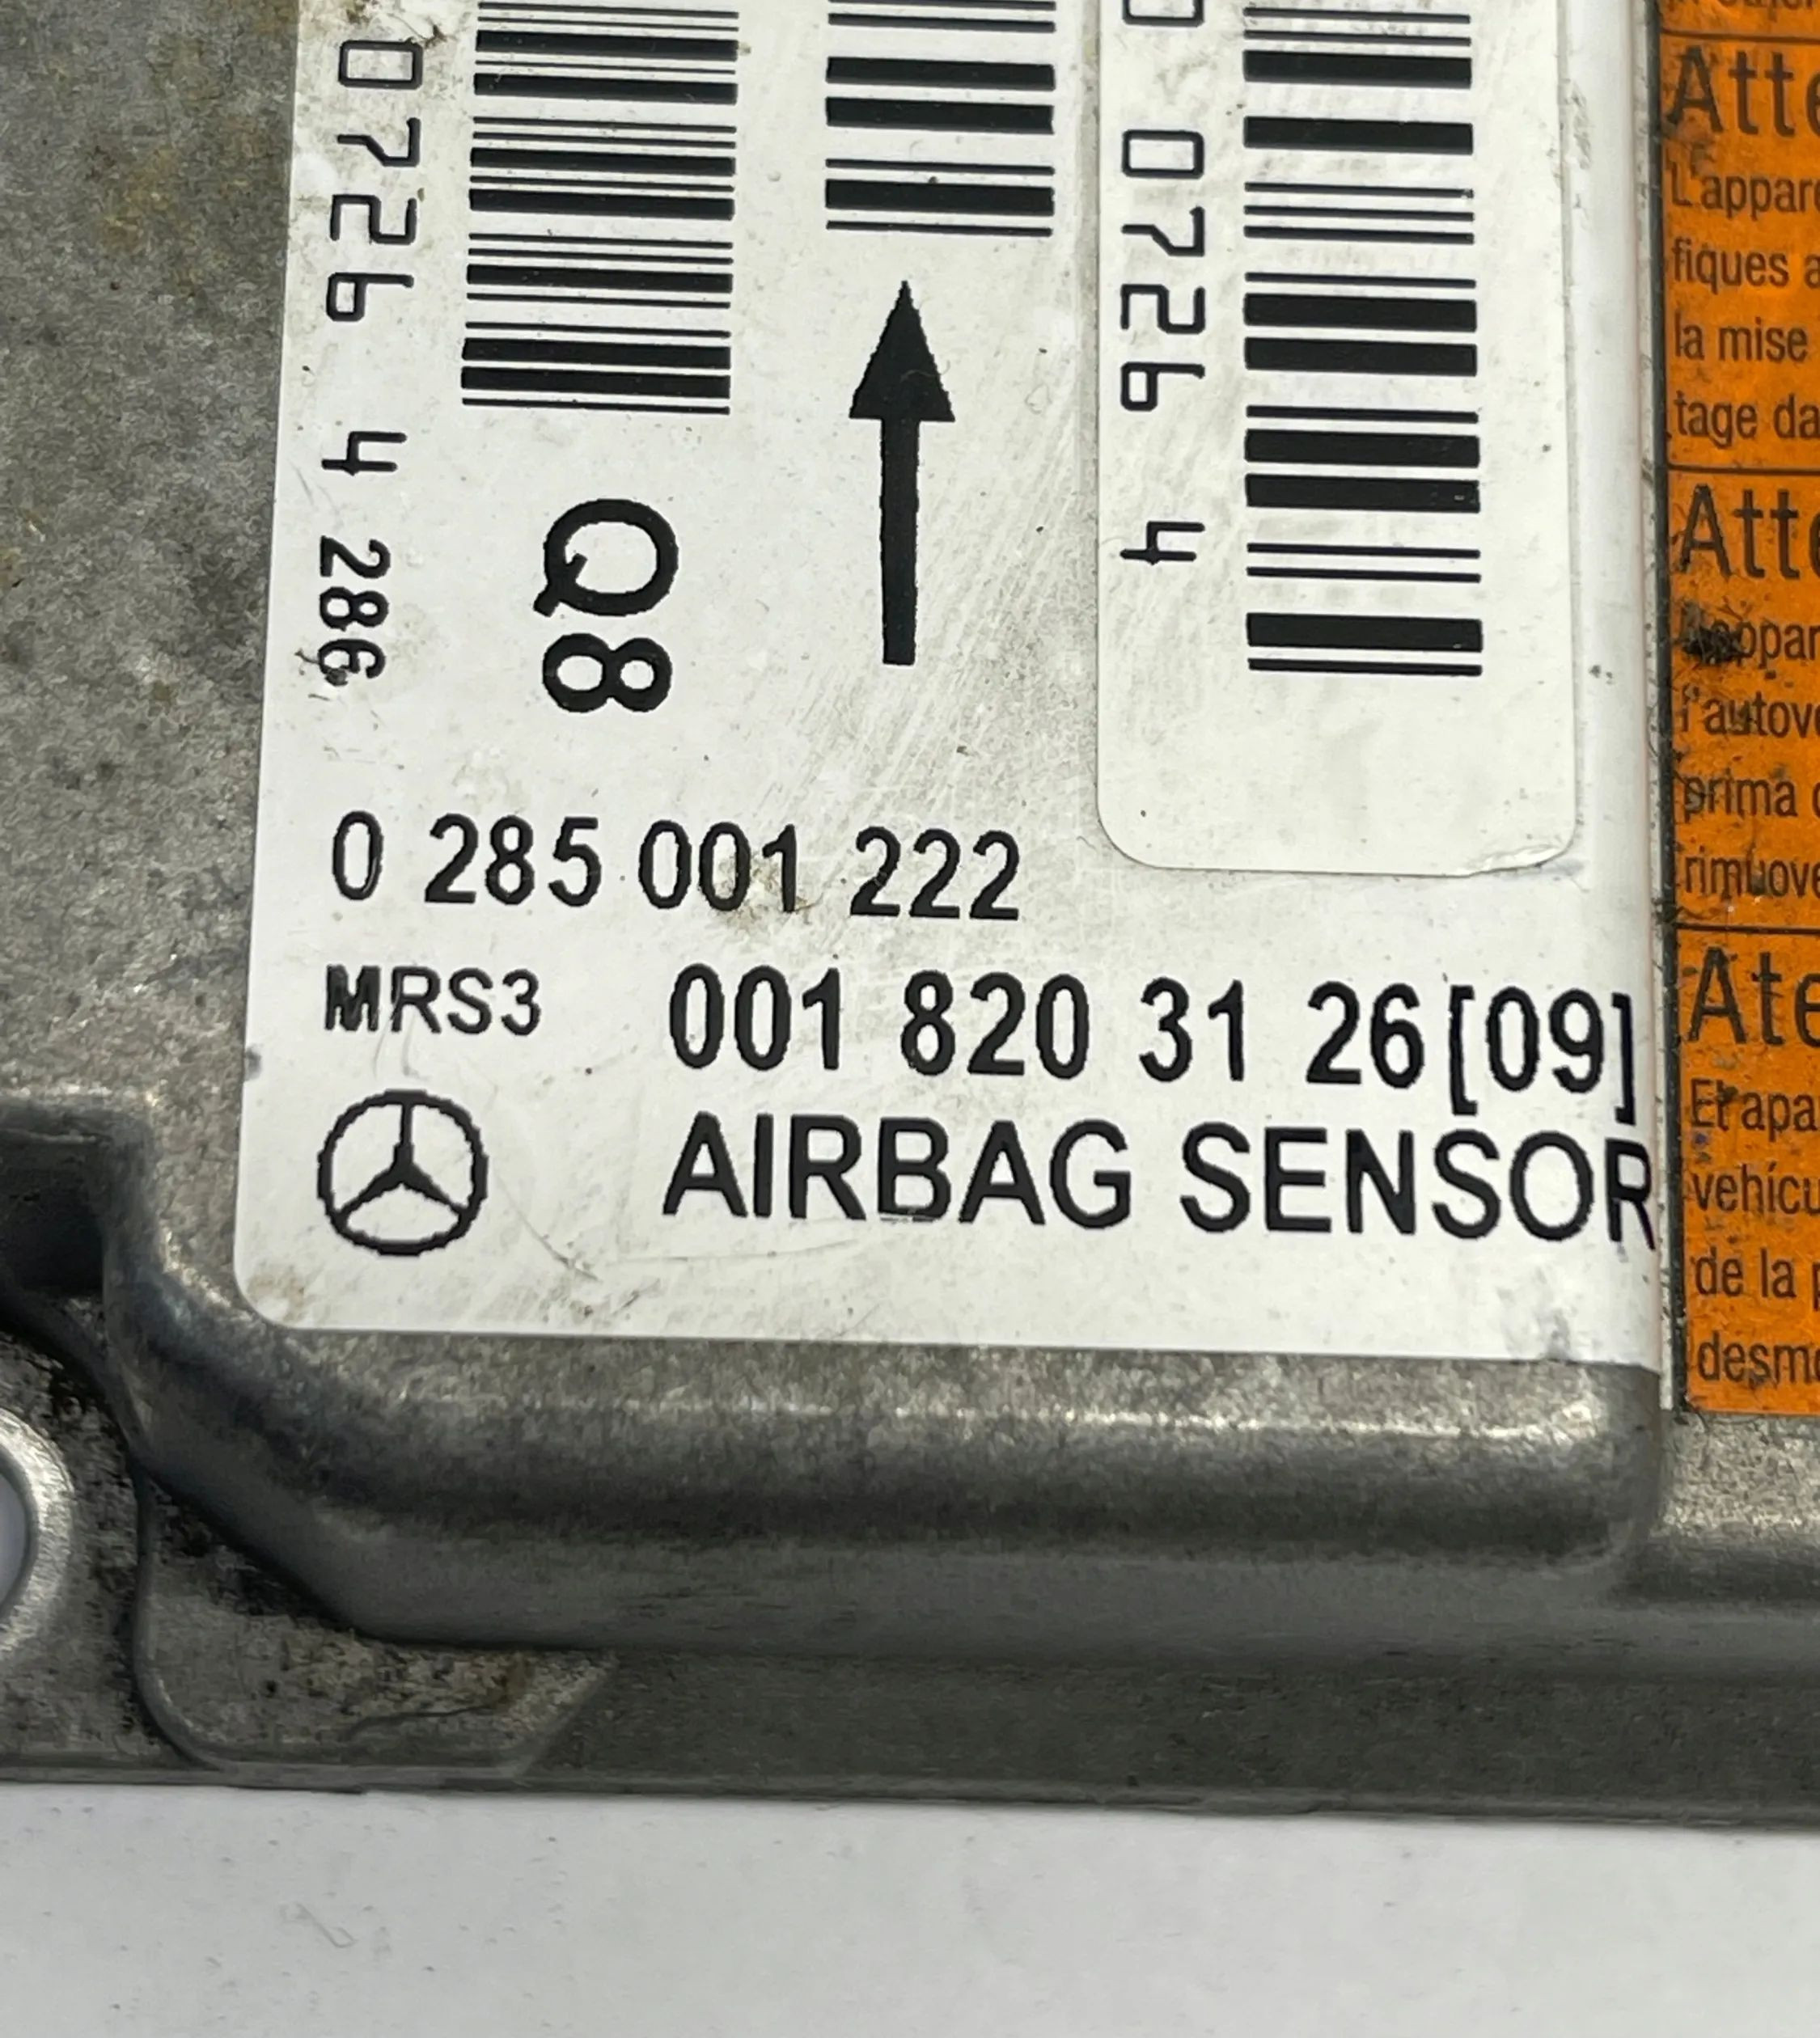 0726 4 286
Q8
0726 4
0 285 001 222
MRS3 001 820 31 26[09]
AIRBAG SENSOR
Atte
L'appare
fiques a
la mise
tage da
Atte
l'autove
prima
rimuove
Ate
El apa
vehícu
de la
desmo